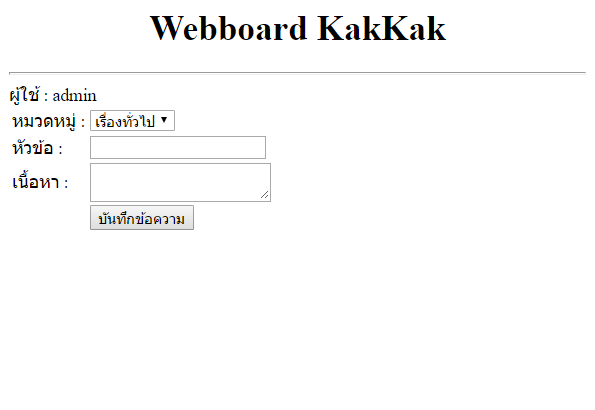 Webboard KakKak
ผู้ใช้ : admin
หมวดหมู่ : เรื่องทั่วไป
หัวข้อ :
เนื้อหา :
บันทึกข้อความ